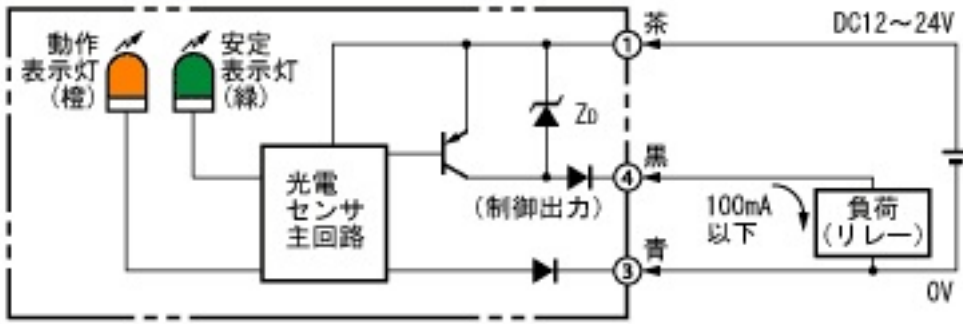 動作
表示灯
(橙)
安定
表示灯
(緑)
光電
センサ
主回路
ZD
(制御出力)
① 茶
④ 黒
③ 青
DC12～24V
100mA
以下
負荷
(リレー)
0V